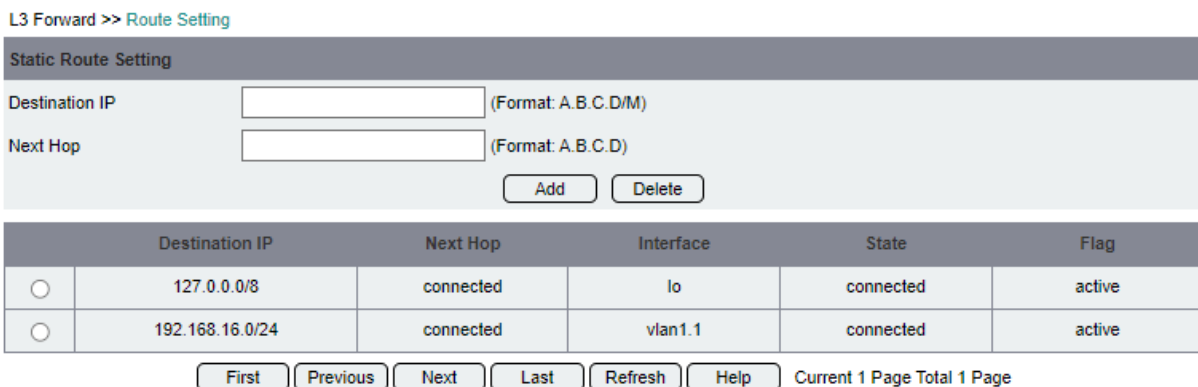 L3 Forward >> Route Setting
Static Route Setting
Destination IP (Format: A.B.C.D/M)
Next Hop (Format: A.B.C.D)
Add Delete
Destination IP Next Hop Interface State Flag
127.0.0.0/8 connected lo connected active
192.168.16.0/24 connected vlan1.1 connected active
First Previous Next Last Refresh Help Current 1 Page Total 1 Page